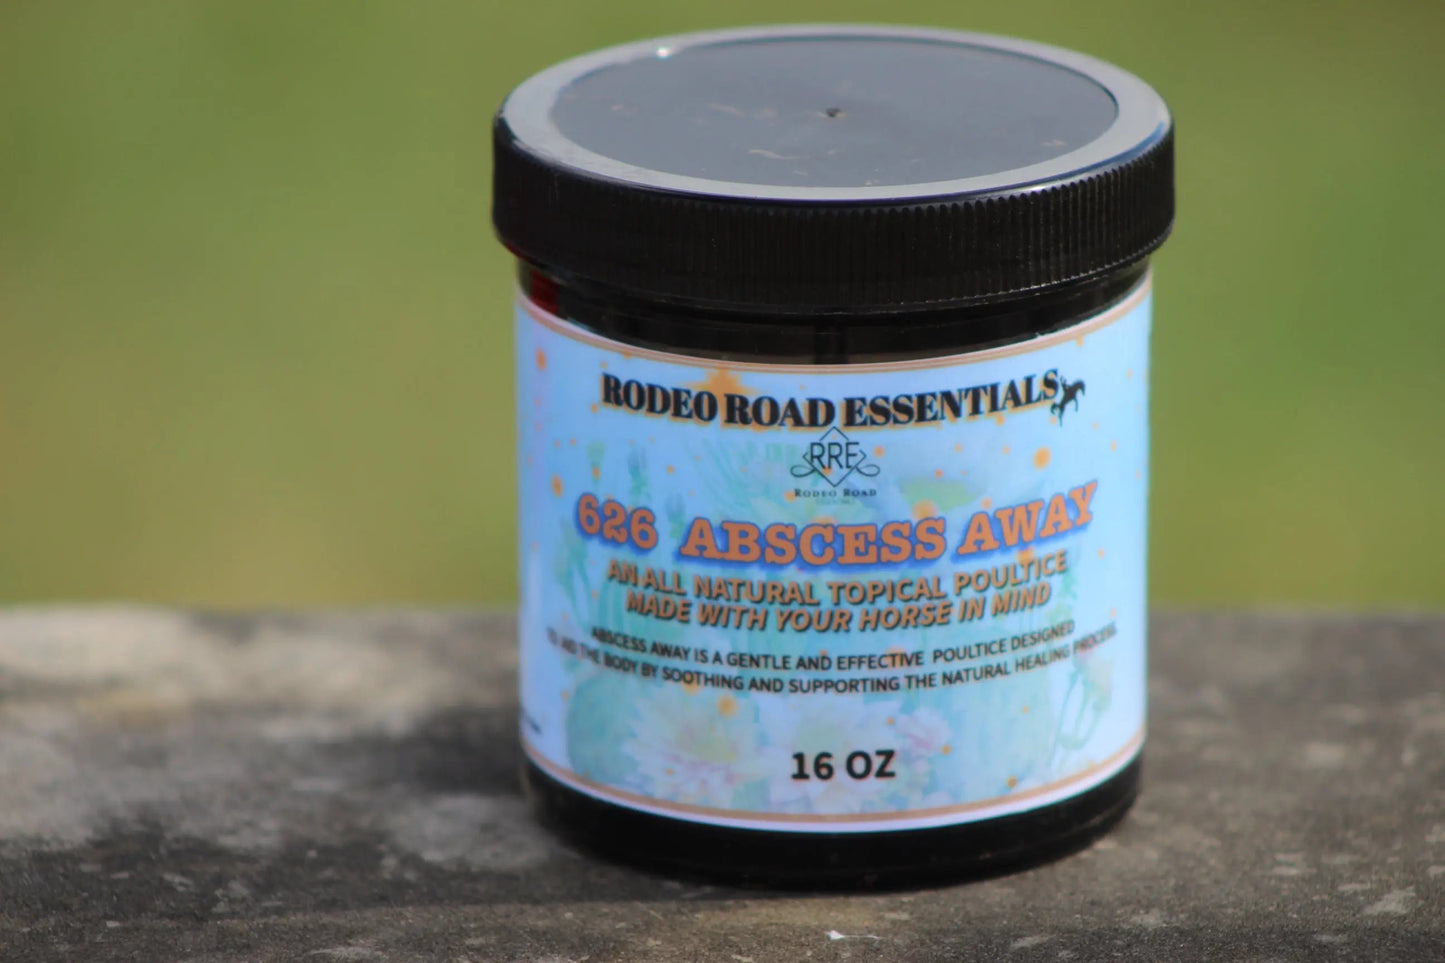 RODEO ROAD ESSENTIALS
RRE
RODEO ROAD
626 ABSCESS AWAY
AN ALL NATURAL TOPICAL POULTICE
MADE WITH YOUR HORSE IN MIND
ABSCESS AWAY IS A GENTLE AND EFFECTIVE POULTICE DESIGNED
TO AID THE BODY BY SOOTHING AND SUPPORTING THE NATURAL HEALING PROCESS.
16 OZ